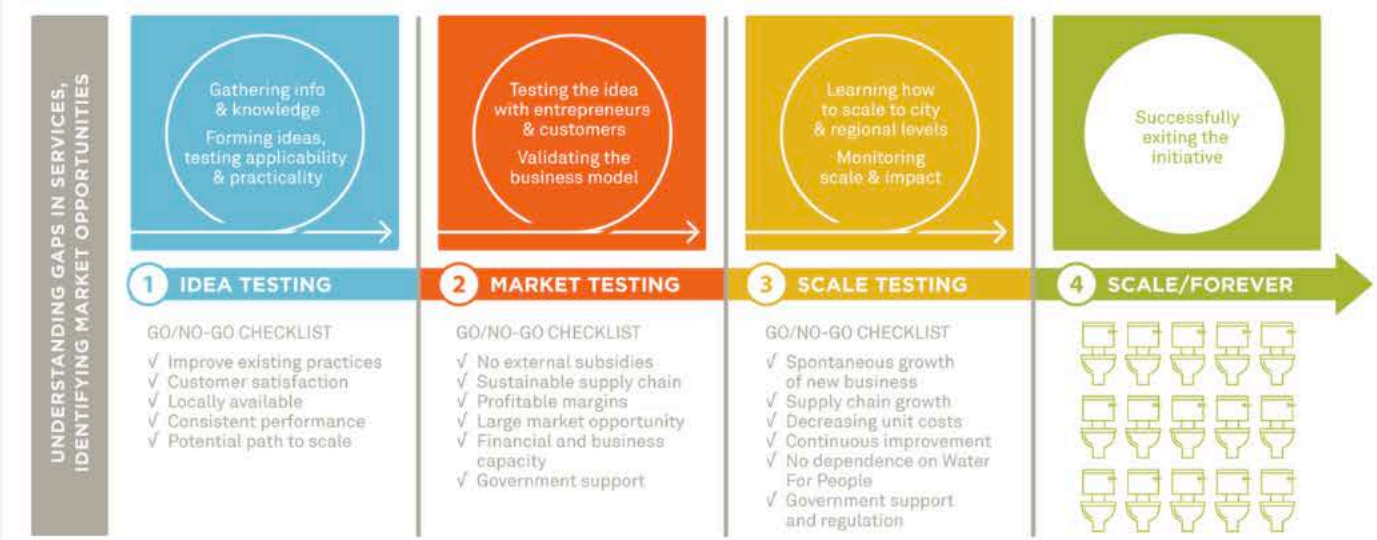 UNDERSTANDING GAPS IN SERVICES,
IDENTIFYING MARKET OPPORTUNITIES
Gathering info
& knowledge
Forming ideas,
testing applicability
& practicality
1 IDEA TESTING
GO/NO-GO CHECKLIST
√ Improve existing practices
√ Customer satisfaction
√ Locally available
√ Consistent performance
√ Potential path to scale
Testing the idea
with entrepreneurs
& customers
Validating the
business model
2 MARKET TESTING
GO/NO-GO CHECKLIST
√ No external subsidies
√ Sustainable supply chain
√ Profitable margins
√ Large market opportunity
√ Financial and business
capacity
√ Government support
Learning how
to scale to city
& regional levels
Monitoring
scale & impact
3 SCALE TESTING
GO/NO-GO CHECKLIST
√ Spontaneous growth
of new business
√ Supply chain growth
√ Decreasing unit costs
√ Continuous improvement
√ No dependence on Water
For People
√ Government support
and regulation
Successfully
exiting the
initiative
4 SCALE/FOREVER